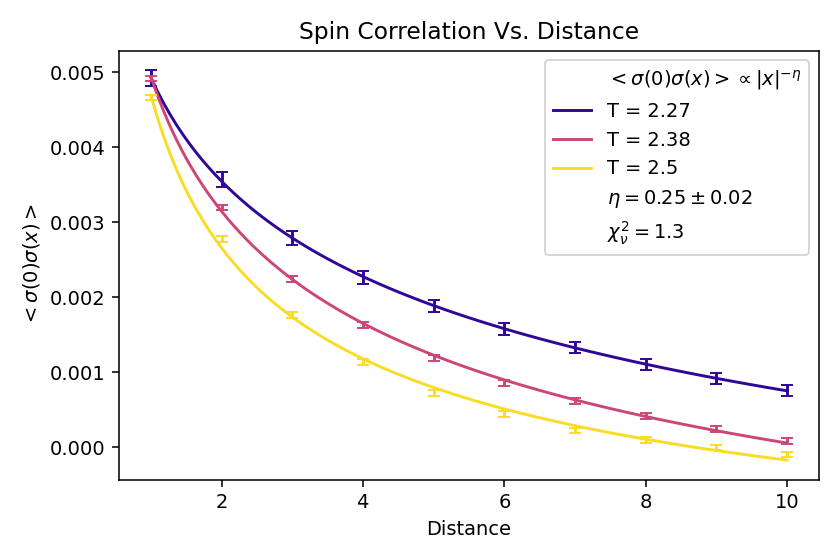 Spin Correlation Vs. Distance
< σ(0)σ(x) > ∝ |x|^{−η}
T = 2.27
T = 2.38
T = 2.5
η = 0.25 ± 0.02
χ²_ν = 1.3
< σ(0)σ(x) >
0.005
0.004
0.003
0.002
0.001
0.000
2
4
6
8
10
Distance